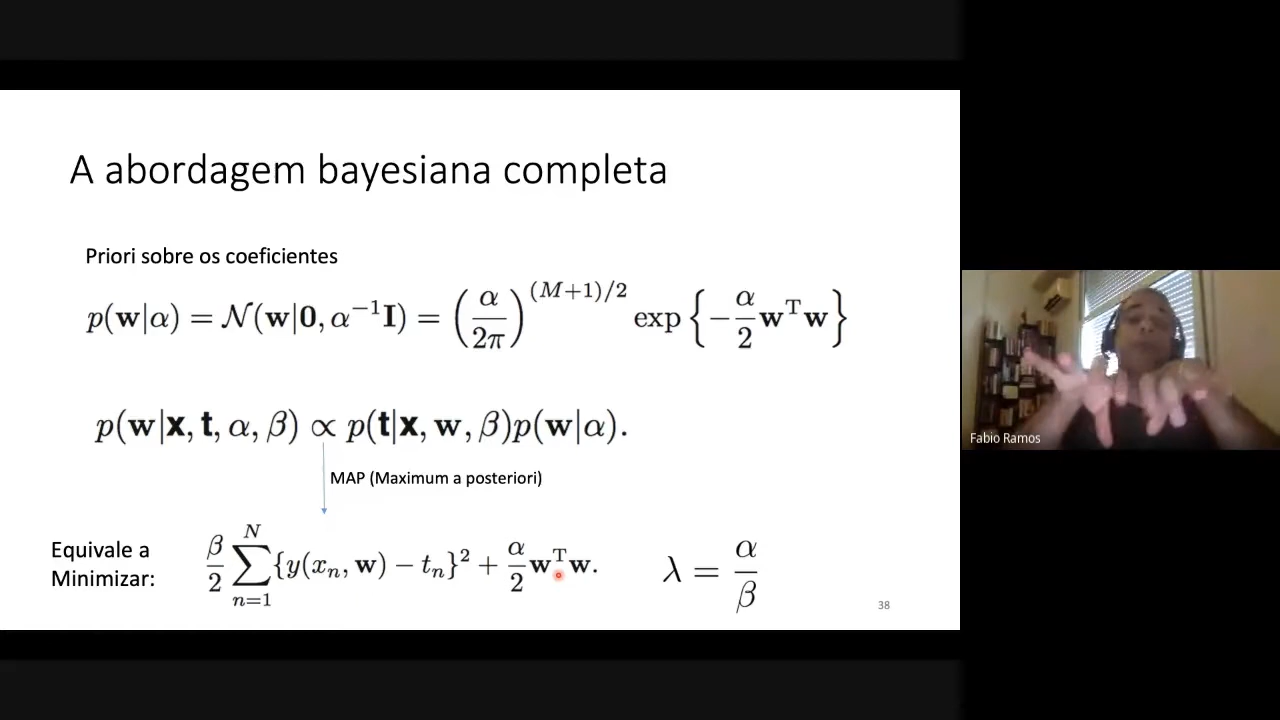 A abordagem bayesiana completa
Priori sobre os coeficientes
p(𝐰|α) = 𝒩(𝐰|𝟎, α⁻¹𝐈) = (α/2π)^{(M+1)/2} exp{−(α/2)𝐰ᵀ𝐰}
p(𝐰|𝘅, 𝘁, α, β) ∝ p(𝘁|𝘅, 𝐰, β)p(𝐰|α).
MAP (Maximum a posteriori)
Equivale a
Minimizar:
β/2 ∑_{n=1}^{N} {y(xₙ, 𝐰) − tₙ}² + α/2 𝐰ᵀ𝐰.
λ = α/β
38
Fabio Ramos